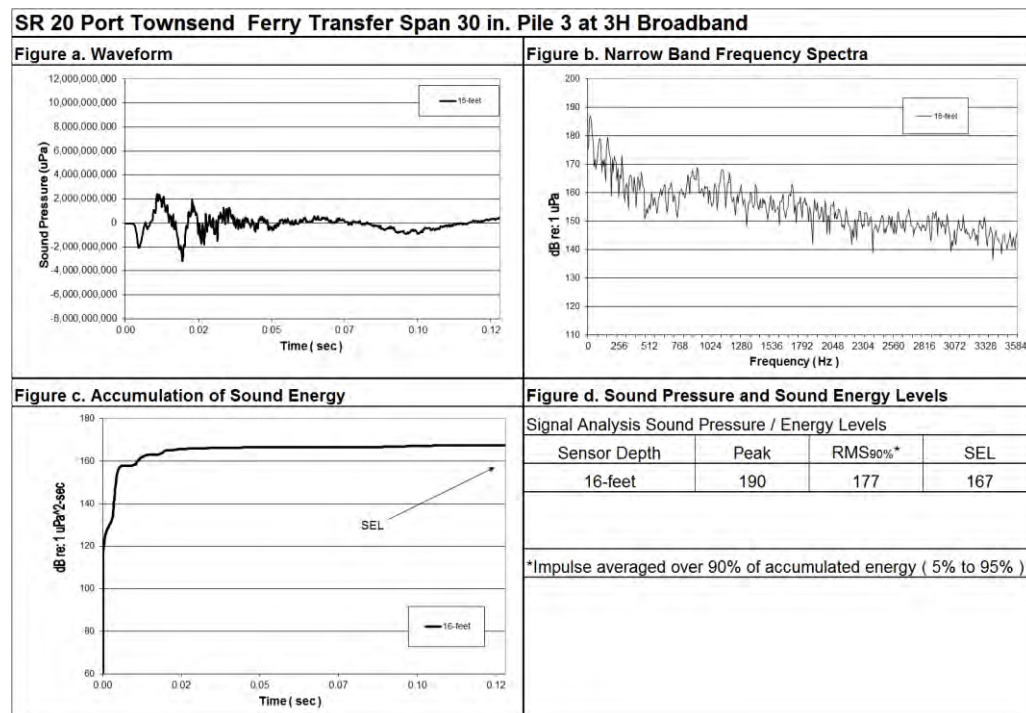 SR 20 Port Townsend Ferry Transfer Span 30 in. Pile 3 at 3H Broadband
Figure a. Waveform
12,000,000,000
10,000,000,000
8,000,000,000
6,000,000,000
4,000,000,000
2,000,000,000
0
-2,000,000,000
-4,000,000,000
-6,000,000,000
-8,000,000,000
Sound Pressure (uPa)
16-feet
0.00 0.02 0.05 0.07 0.10 0.12
Time ( sec )
Figure b. Narrow Band Frequency Spectra
200
190
180
170
160
150
140
130
120
110
dB re: 1 uPa
16-feet
0 256 512 768 1024 1280 1536 1792 2048 2304 2560 2816 3072 3328 3584
Frequency ( Hz )
Figure c. Accumulation of Sound Energy
180
160
140
120
100
80
60
dB re: 1 uPa^2-sec
SEL
16-feet
0.00 0.02 0.05 0.07 0.10 0.12
Time ( sec )
Figure d. Sound Pressure and Sound Energy Levels
Signal Analysis Sound Pressure / Energy Levels
Sensor Depth Peak RMS90%* SEL
16-feet 190 177 167
*Impulse averaged over 90% of accumulated energy ( 5% to 95% )